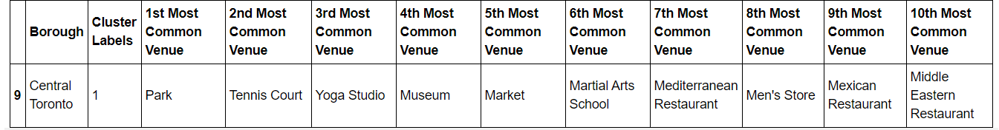 Borough Cluster Labels 1st Most Common Venue 2nd Most Common Venue 3rd Most Common Venue 4th Most Common Venue 5th Most Common Venue 6th Most Common Venue 7th Most Common Venue 8th Most Common Venue 9th Most Common Venue 10th Most Common Venue
9 Central Toronto 1 Park Tennis Court Yoga Studio Museum Market Martial Arts School Mediterranean Restaurant Men's Store Mexican Restaurant Middle Eastern Restaurant